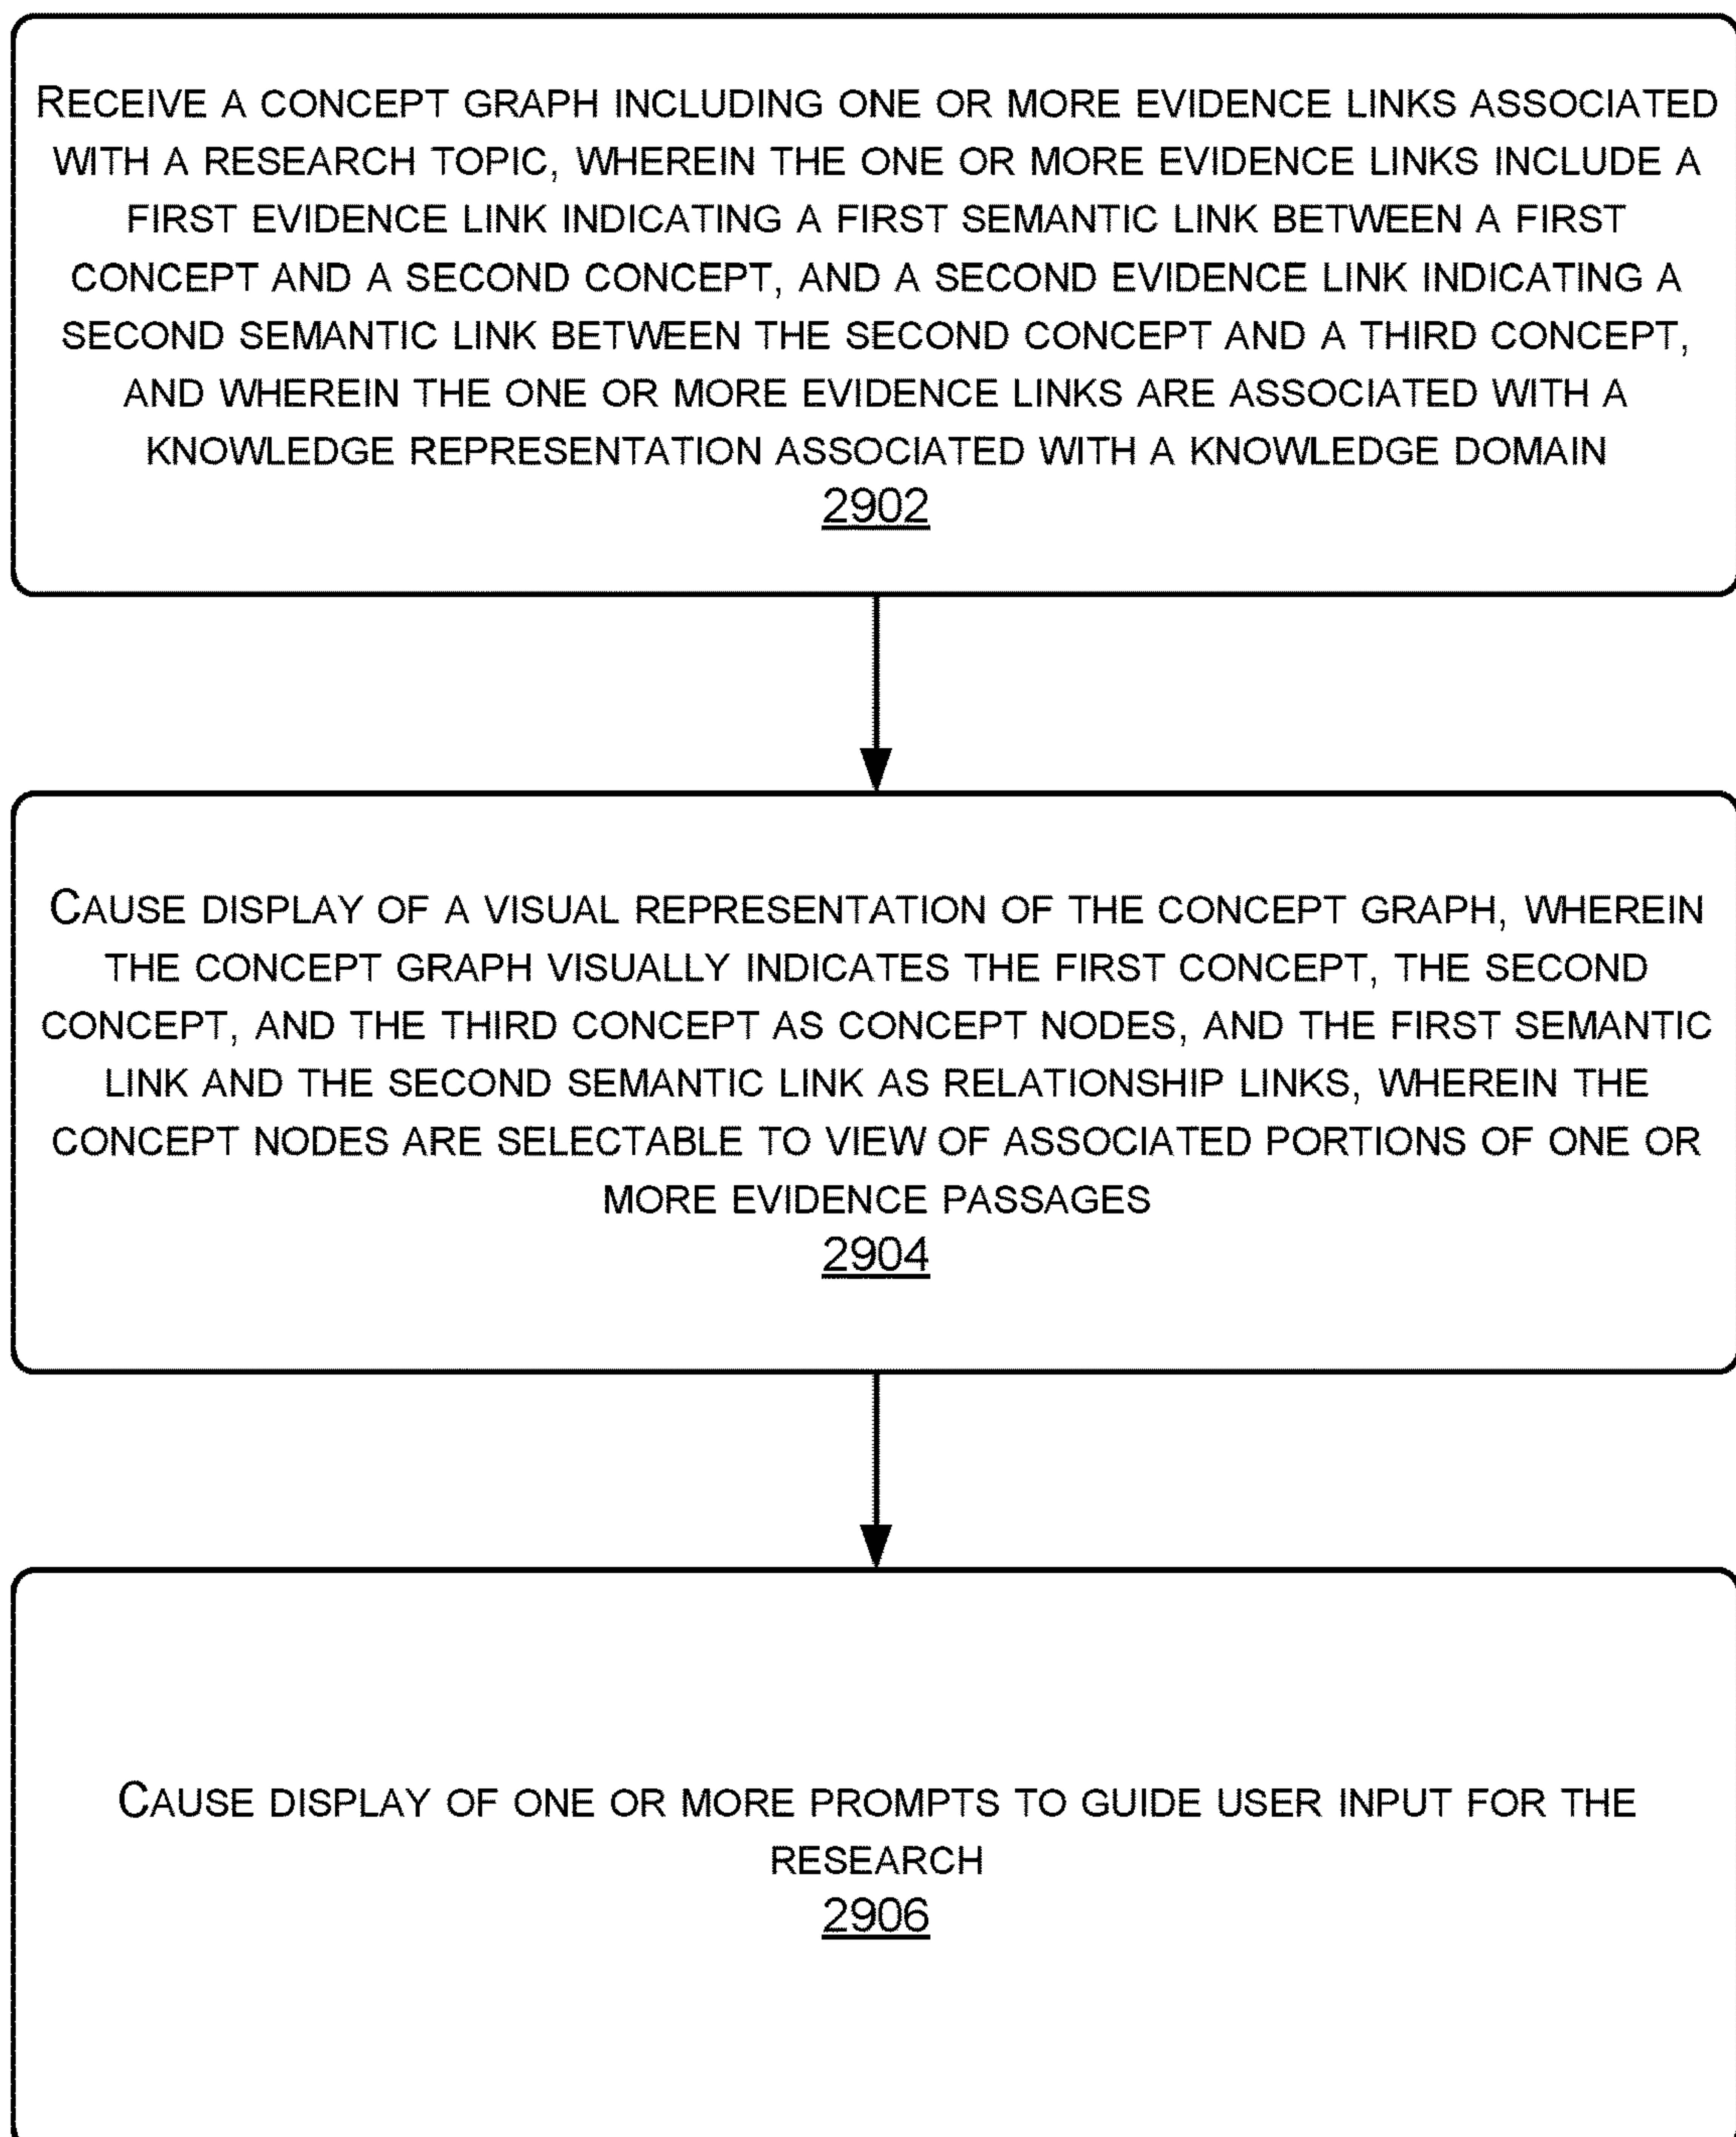 RECEIVE A CONCEPT GRAPH INCLUDING ONE OR MORE EVIDENCE LINKS ASSOCIATED
WITH A RESEARCH TOPIC, WHEREIN THE ONE OR MORE EVIDENCE LINKS INCLUDE A
FIRST EVIDENCE LINK INDICATING A FIRST SEMANTIC LINK BETWEEN A FIRST
CONCEPT AND A SECOND CONCEPT, AND A SECOND EVIDENCE LINK INDICATING A
SECOND SEMANTIC LINK BETWEEN THE SECOND CONCEPT AND A THIRD CONCEPT,
AND WHEREIN THE ONE OR MORE EVIDENCE LINKS ARE ASSOCIATED WITH A
KNOWLEDGE REPRESENTATION ASSOCIATED WITH A KNOWLEDGE DOMAIN
2902
CAUSE DISPLAY OF A VISUAL REPRESENTATION OF THE CONCEPT GRAPH, WHEREIN
THE CONCEPT GRAPH VISUALLY INDICATES THE FIRST CONCEPT, THE SECOND
CONCEPT, AND THE THIRD CONCEPT AS CONCEPT NODES, AND THE FIRST SEMANTIC
LINK AND THE SECOND SEMANTIC LINK AS RELATIONSHIP LINKS, WHEREIN THE
CONCEPT NODES ARE SELECTABLE TO VIEW OF ASSOCIATED PORTIONS OF ONE OR
MORE EVIDENCE PASSAGES
2904
CAUSE DISPLAY OF ONE OR MORE PROMPTS TO GUIDE USER INPUT FOR THE
RESEARCH
2906